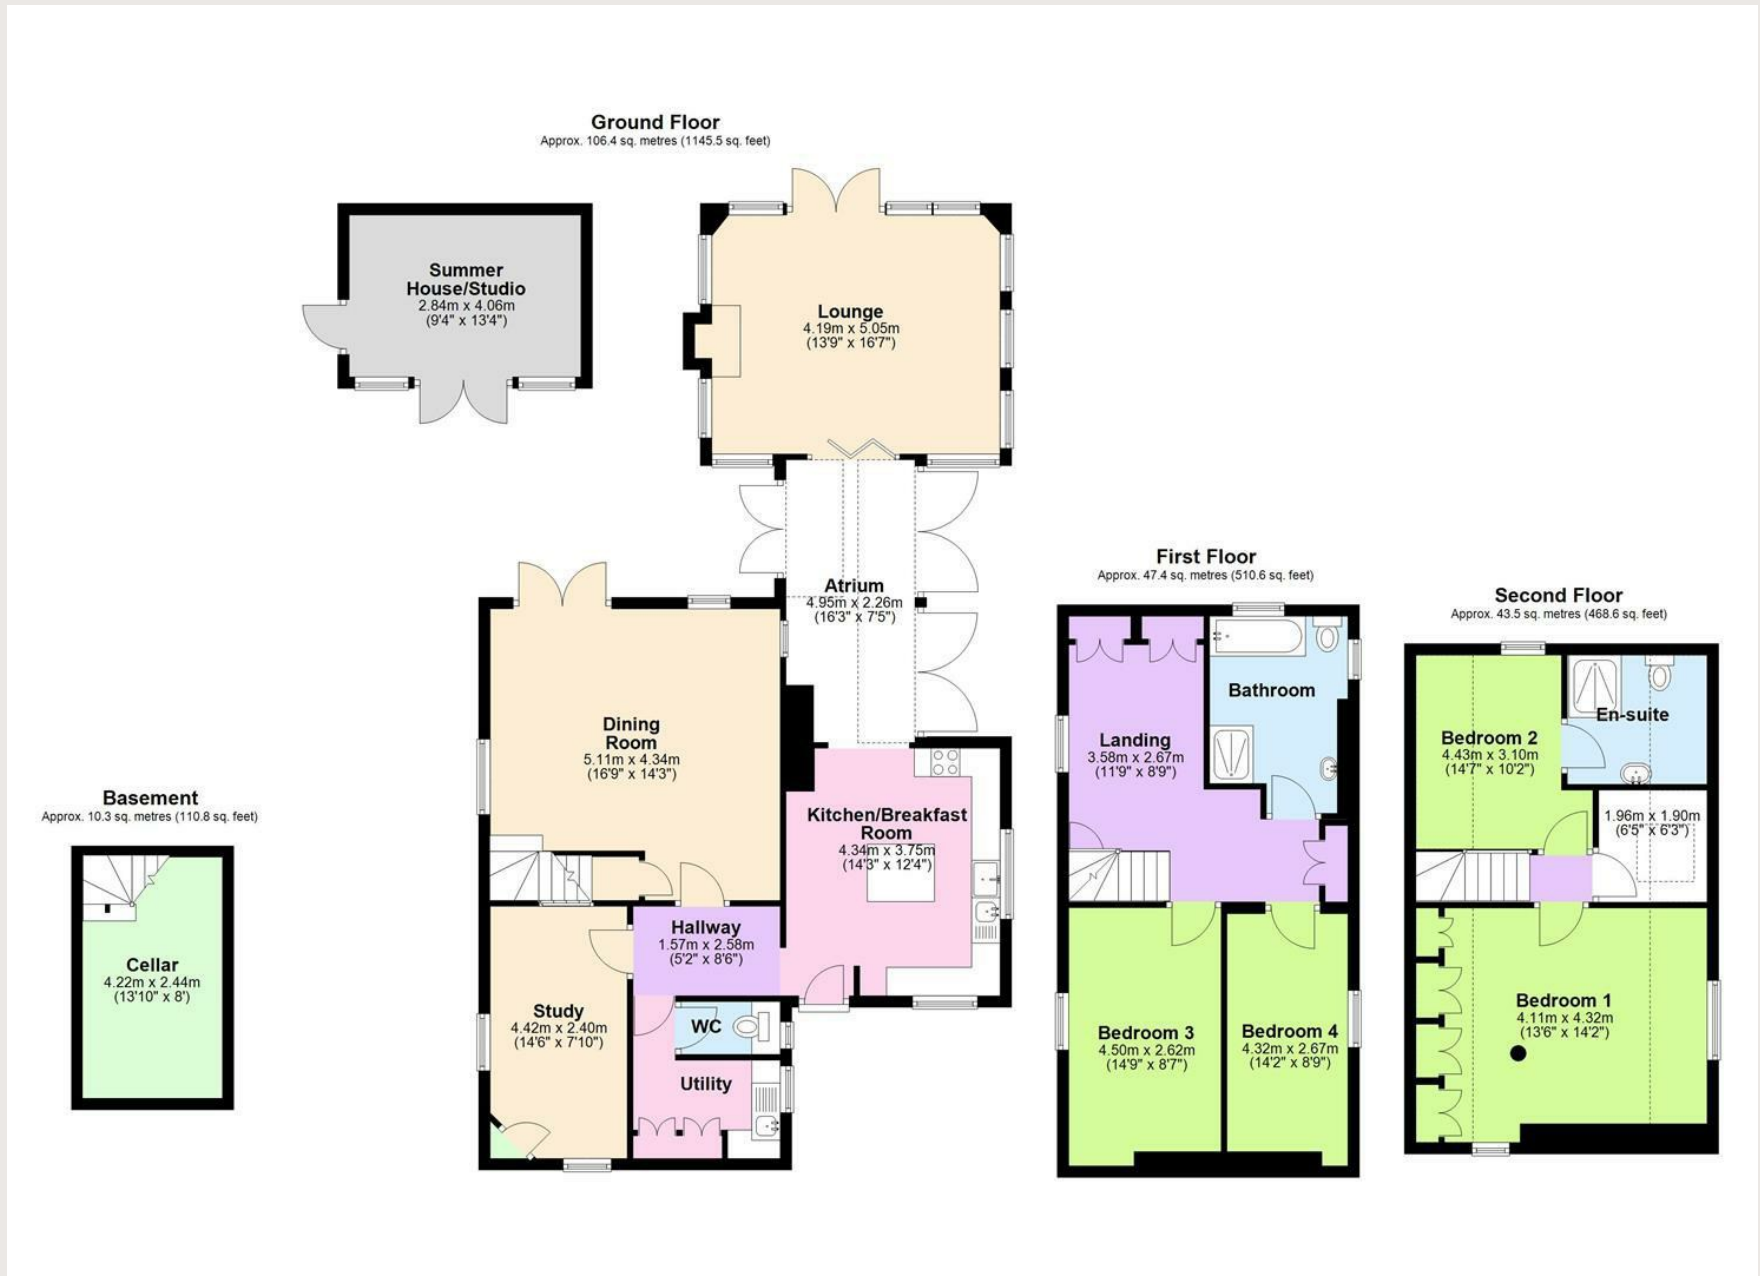 Ground Floor
Approx. 106.4 sq. metres (1145.5 sq. feet)
Summer
House/Studio
2.84m x 4.06m
(9'4" x 13'4")
Lounge
4.19m x 5.05m
(13'9" x 16'7")
Atrium
4.95m x 2.26m
(16'3" x 7'5")
Dining
Room
5.11m x 4.34m
(16'9" x 14'3")
Kitchen/Breakfast
Room
4.34m x 3.75m
(14'3" x 12'4")
Hallway
1.57m x 2.58m
(5'2" x 8'6")
Study
4.42m x 2.40m
(14'6" x 7'10")
WC
Utility
Basement
Approx. 10.3 sq. metres (110.8 sq. feet)
Cellar
4.22m x 2.44m
(13'10" x 8')
First Floor
Approx. 47.4 sq. metres (510.6 sq. feet)
Bathroom
Landing
3.58m x 2.67m
(11'9" x 8'9")
Bedroom 3
4.50m x 2.62m
(14'9" x 8'7")
Bedroom 4
4.32m x 2.67m
(14'2" x 8'9")
Second Floor
Approx. 43.5 sq. metres (468.6 sq. feet)
En-suite
Bedroom 2
4.43m x 3.10m
(14'7" x 10'2")
1.96m x 1.90m
(6'5" x 6'3")
Bedroom 1
4.11m x 4.32m
(13'6" x 14'2")